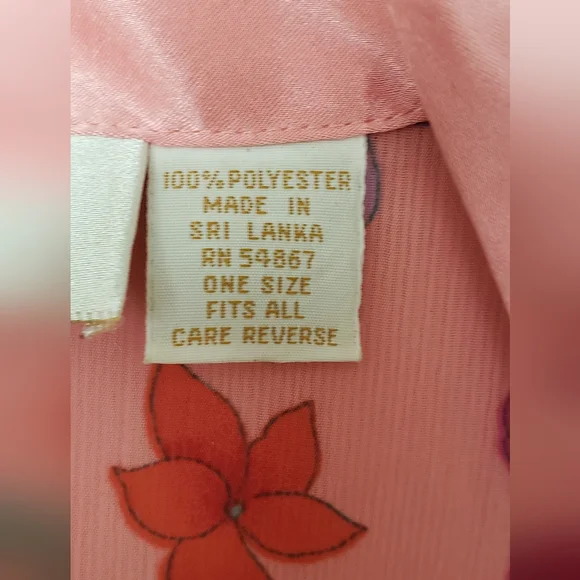 100% POLYESTER
MADE IN
SRI LANKA
RN 54867
ONE SIZE
FITS ALL
CARE REVERSE